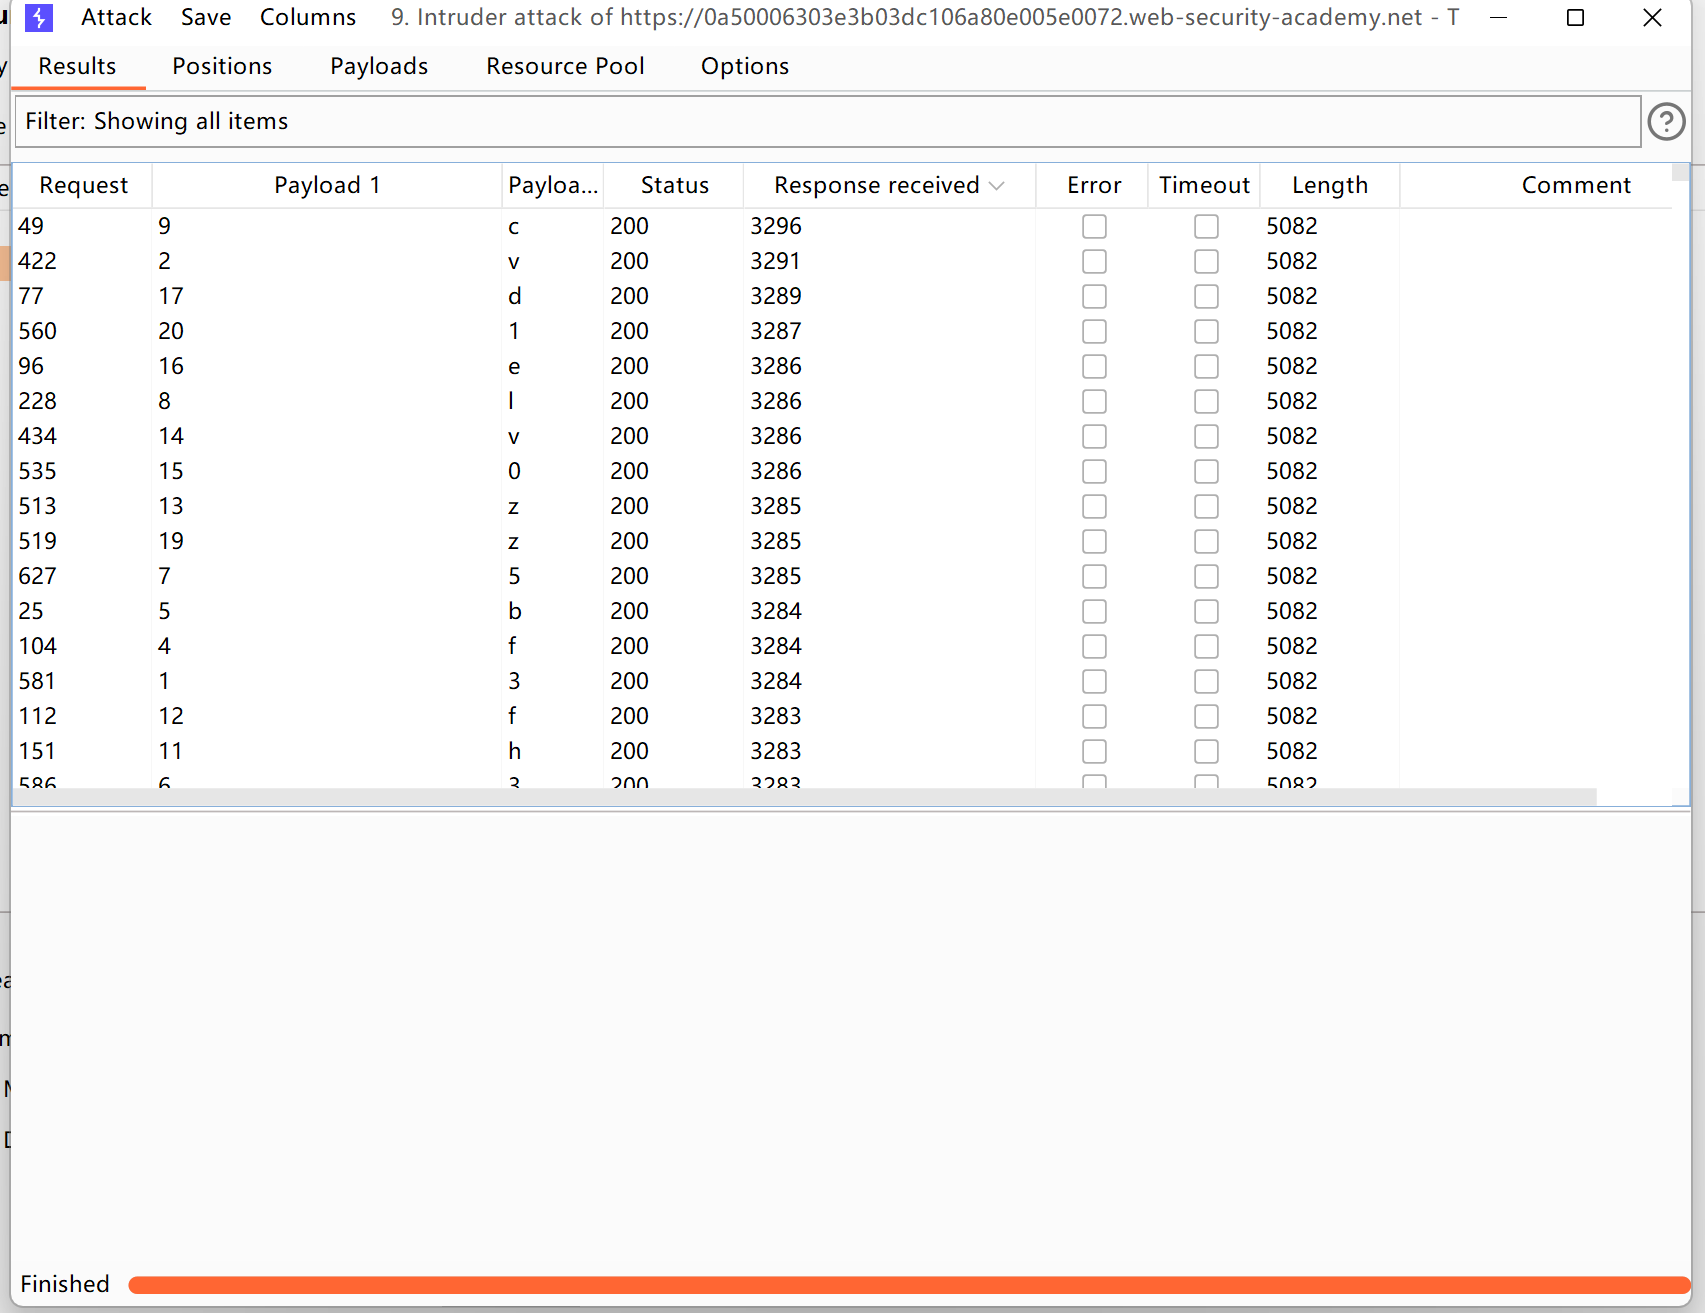 Attack Save Columns 9. Intruder attack of https://0a50006303e3b03dc106a80e005e0072.web-security-academy.net - T
Results Positions Payloads Resource Pool Options
Filter: Showing all items
Request Payload 1 Payloa... Status Response received Error Timeout Length Comment
49 9 c 200 3296 5082
422 2 v 200 3291 5082
77 17 d 200 3289 5082
560 20 1 200 3287 5082
96 16 e 200 3286 5082
228 8 l 200 3286 5082
434 14 v 200 3286 5082
535 15 0 200 3286 5082
513 13 z 200 3285 5082
519 19 z 200 3285 5082
627 7 5 200 3285 5082
25 5 b 200 3284 5082
104 4 f 200 3284 5082
581 1 3 200 3284 5082
112 12 f 200 3283 5082
151 11 h 200 3283 5082
586 6 3 200 3283 5082
Finished